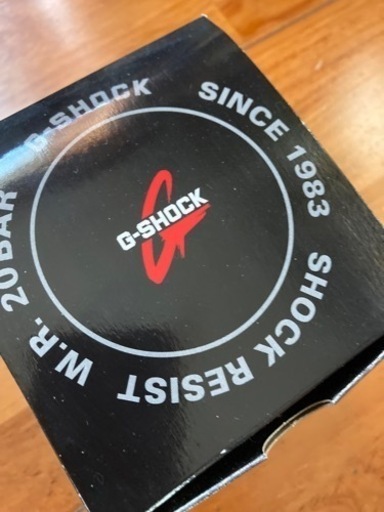 G-SHOCK
SINCE 1983
SHOCK RESIST
W.R. 20BAR
G-SHOCK